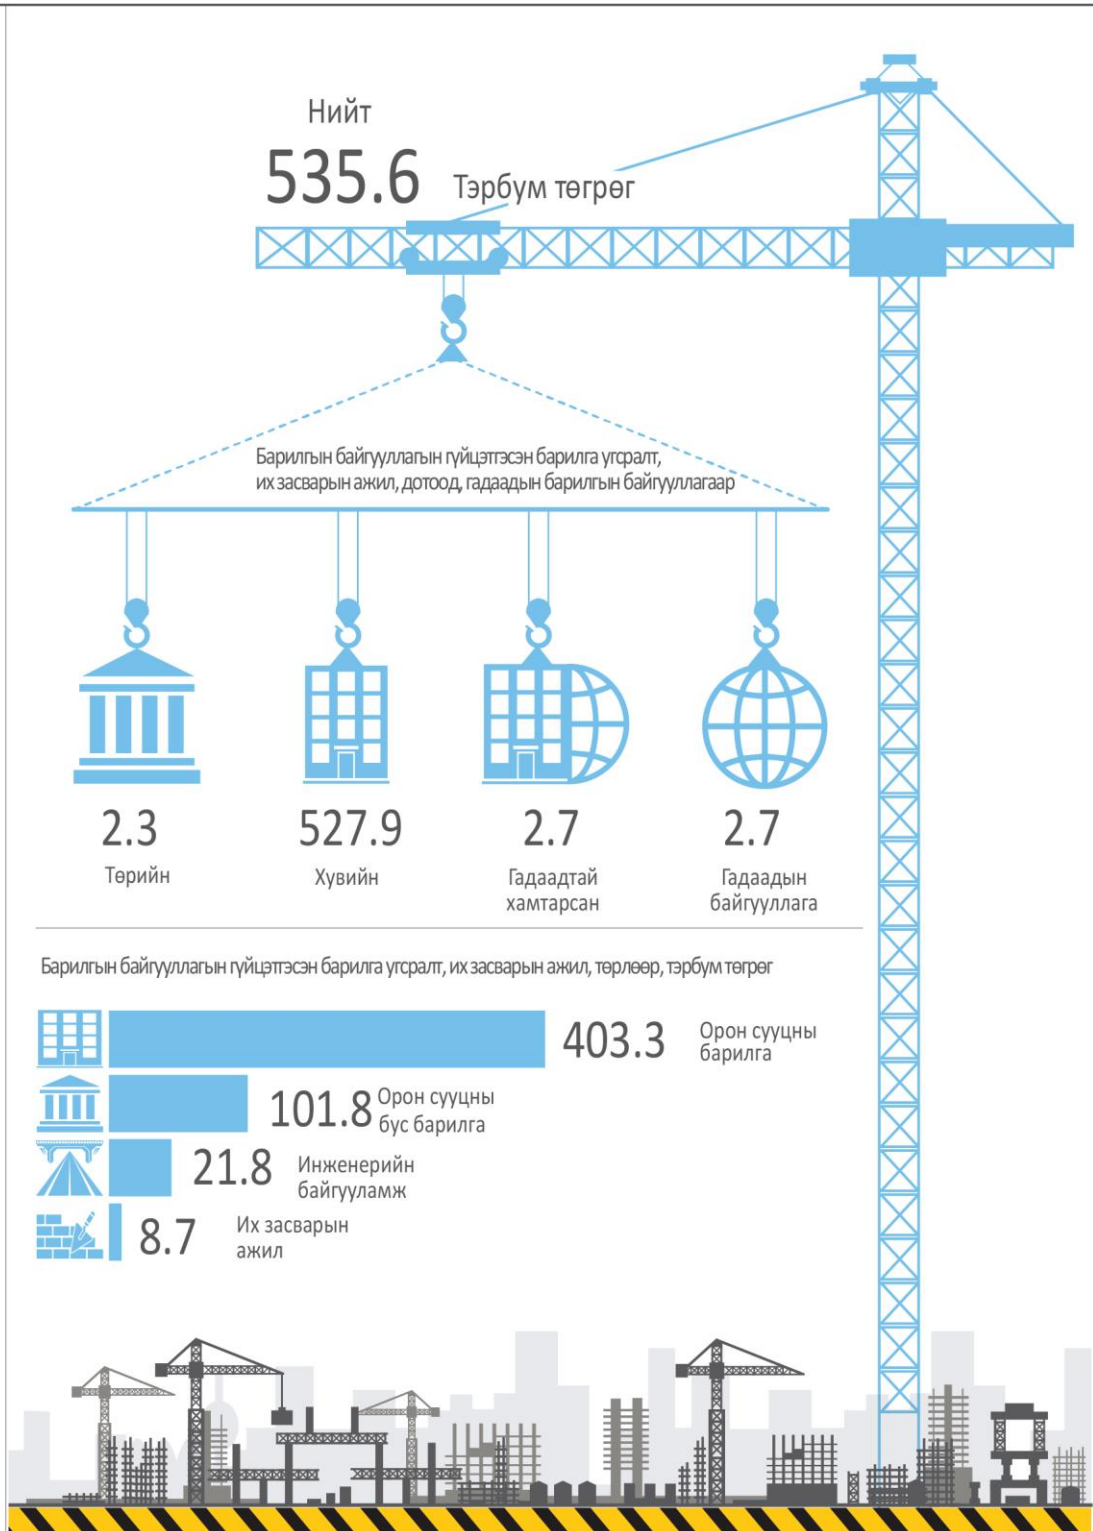 Нийт
535.6 Тэрбум төгрөг
Барилгын байгууллагын гүйцэтгэсэн барилга угсралт,
их засварын ажил, дотоод, гадаадын барилгын байгууллагаар
2.3
Төрийн
527.9
Хувийн
2.7
Гадаадтай
хамтарсан
2.7
Гадаадын
байгууллага
Барилгын байгууллагын гүйцэтгэсэн барилга угсралт, их засварын ажил, төрлөөр, тэрбум төгрөг
403.3
Орон сууцны
барилга
101.8
Орон сууцны
бус барилга
21.8
Инженерийн
байгууламж
8.7
Их засварын
ажил